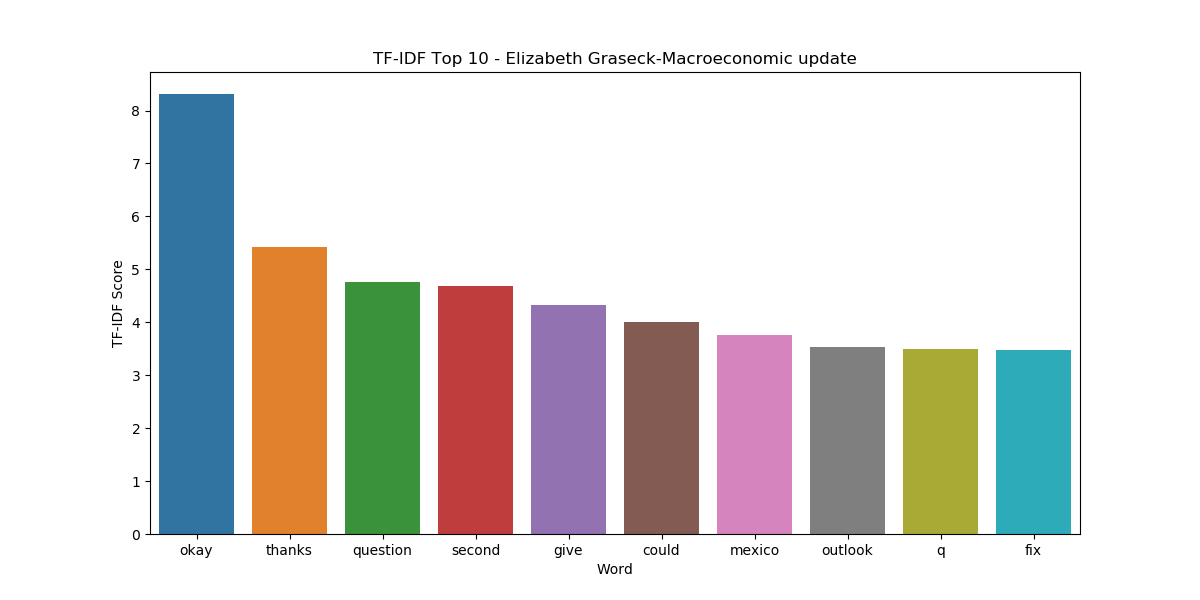 TF-IDF Top 10 - Elizabeth Graseck-Macroeconomic update
TF-IDF Score
8
7
6
5
4
3
2
1
0
okay thanks question second give could mexico outlook q fix
Word